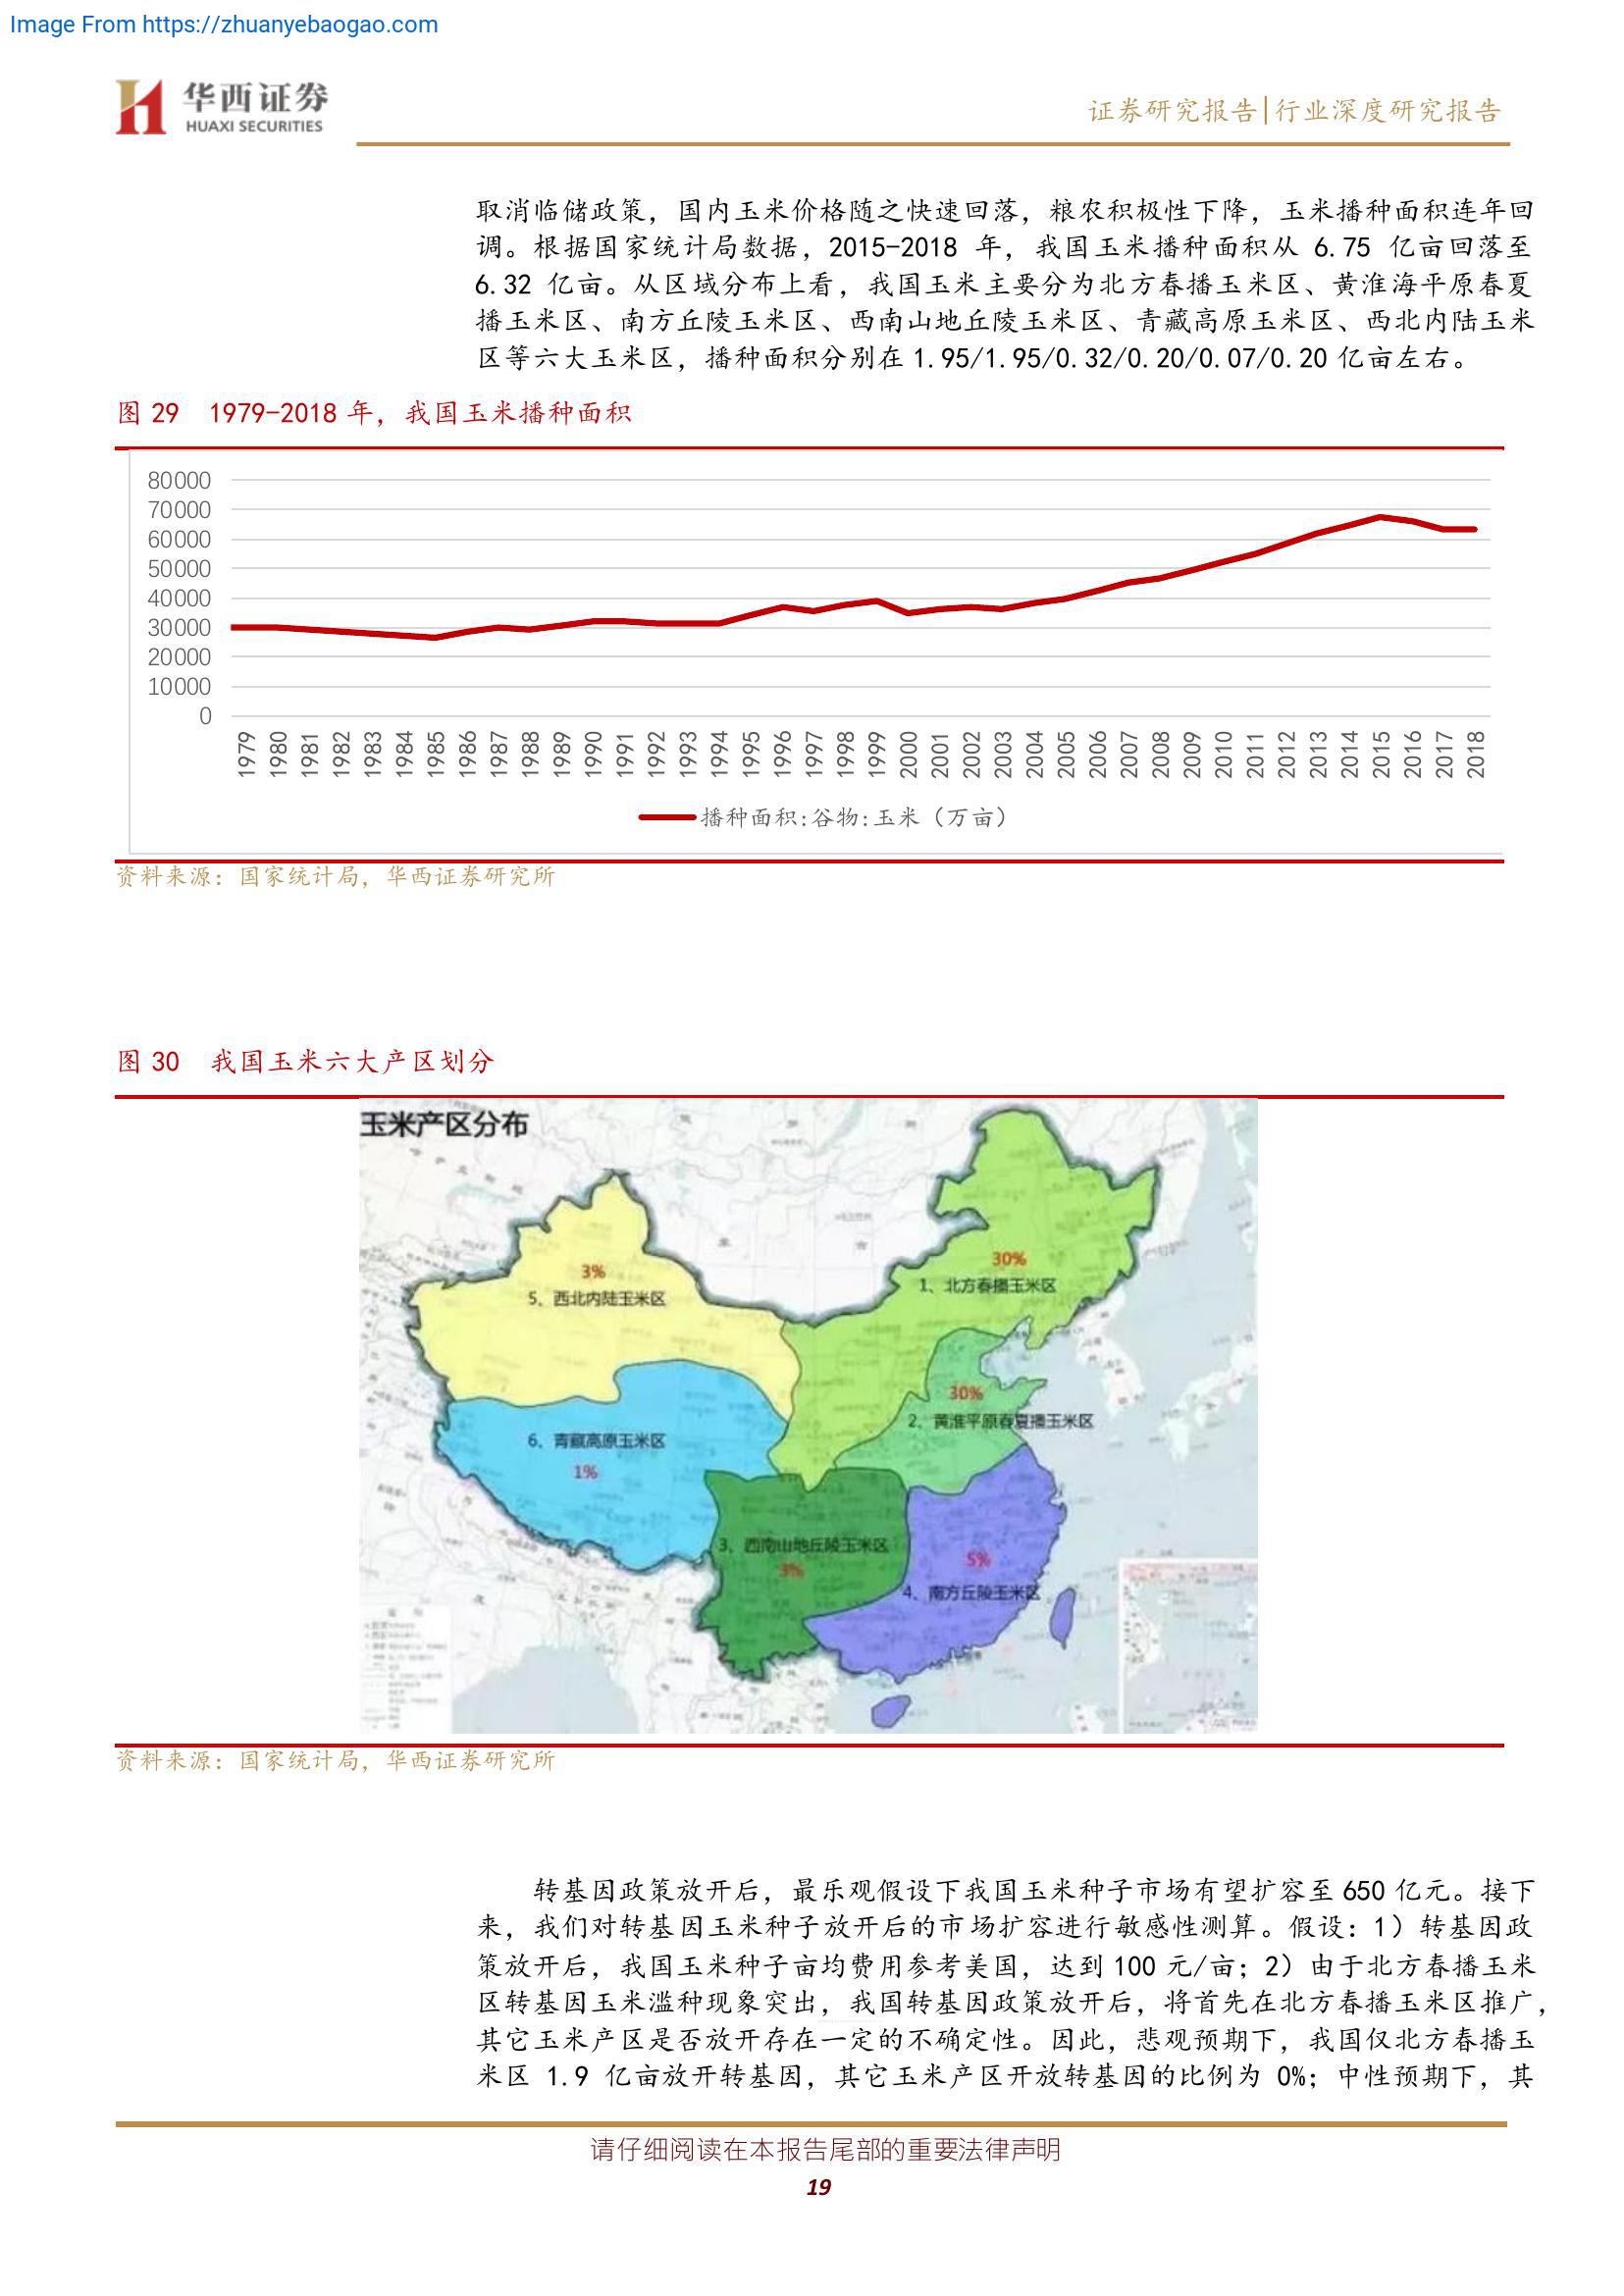 Image From https://zhuanyebaogao.com
华西证券
HUAXI SECURITIES
证券研究报告|行业深度研究报告
取消临储政策，国内玉米价格随之快速回落，粮农积极性下降，玉米播种面积连年回
调。根据国家统计局数据，2015-2018 年，我国玉米播种面积从 6.75 亿亩回落至
6.32 亿亩。从区域分布上看，我国玉米主要分为北方春播玉米区、黄淮海平原春夏
播玉米区、南方丘陵玉米区、西南山地丘陵玉米区、青藏高原玉米区、西北内陆玉米
区等六大玉米区，播种面积分别在 1.95/1.95/0.32/0.20/0.07/0.20 亿亩左右。
图 29 1979-2018 年，我国玉米播种面积
80000
70000
60000
50000
40000
30000
20000
10000
0
1979 1980 1981 1982 1983 1984 1985 1986 1987 1988 1989 1990 1991 1992 1993 1994 1995 1996 1997 1998 1999 2000 2001 2002 2003 2004 2005 2006 2007 2008 2009 2010 2011 2012 2013 2014 2015 2016 2017 2018
播种面积:谷物:玉米（万亩）
资料来源：国家统计局，华西证券研究所
图 30 我国玉米六大产区划分
玉米产区分布
30%
1、北方春播玉米区
3%
5、西北内陆玉米区
30%
2、黄淮平原春夏播玉米区
6、青藏高原玉米区
1%
3、西南山地丘陵玉米区
3%
5%
4、南方丘陵玉米区
资料来源：国家统计局，华西证券研究所
转基因政策放开后，最乐观假设下我国玉米种子市场有望扩容至 650 亿元。接下
来，我们对转基因玉米种子放开后的市场扩容进行敏感性测算。假设：1）转基因政
策放开后，我国玉米种子亩均费用参考美国，达到 100 元/亩；2）由于北方春播玉米
区转基因玉米滥种现象突出，我国转基因政策放开后，将首先在北方春播玉米区推广，
其它玉米产区是否放开存在一定的不确定性。因此，悲观预期下，我国仅北方春播玉
米区 1.9 亿亩放开转基因，其它玉米产区开放转基因的比例为 0%；中性预期下，其
请仔细阅读在本报告尾部的重要法律声明
19